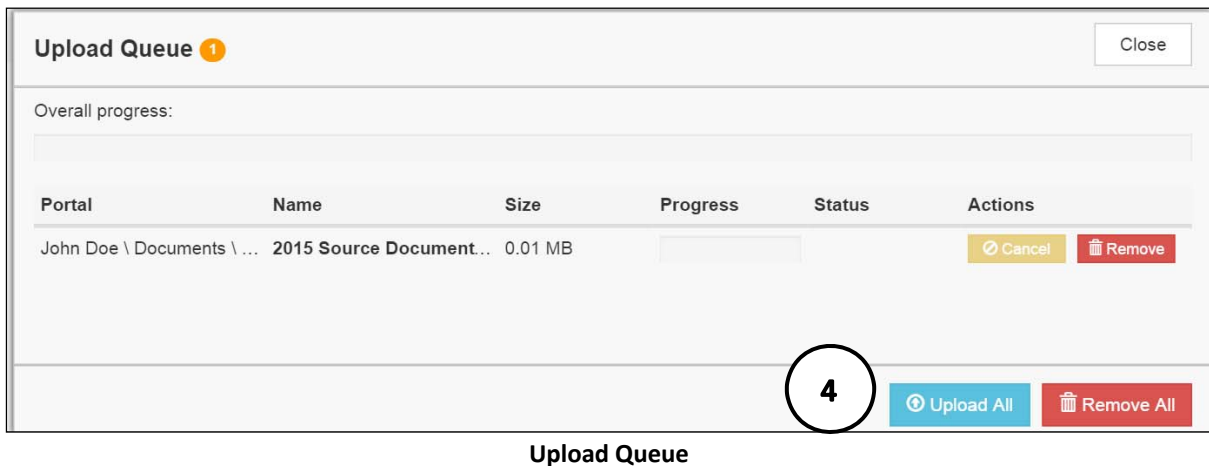 Upload Queue 1 Close
Overall progress:
Portal Name Size Progress Status Actions
John Doe \ Documents \ ... 2015 Source Document... 0.01 MB Cancel Remove
4 Upload All Remove All
Upload Queue